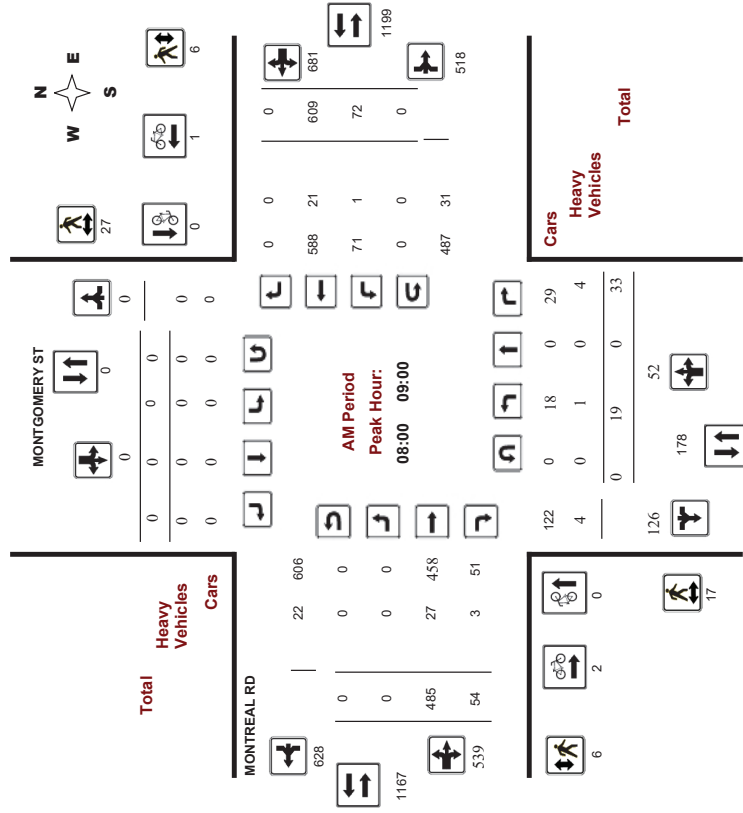 N
W E
S
27
6
0
1
MONTGOMERY ST
0
0
0
0 0 0 0
0 0 0 0 0
0 0 0 0 0
681
1199
518
0 0 0
588 21 609
71 1 72
0 0 0
487 31
AM Period
Peak Hour:
08:00 09:00
Total
Heavy
Vehicles
Cars
MONTREAL RD
628
1167
539
22 606
0 0 0
0 0 0
485 27 458
54 3 51
Cars
Heavy
Vehicles
Total
122 0 18 0 29
4 0 1 0 4
0 19 0 33
126
178
52
6
2
0
17